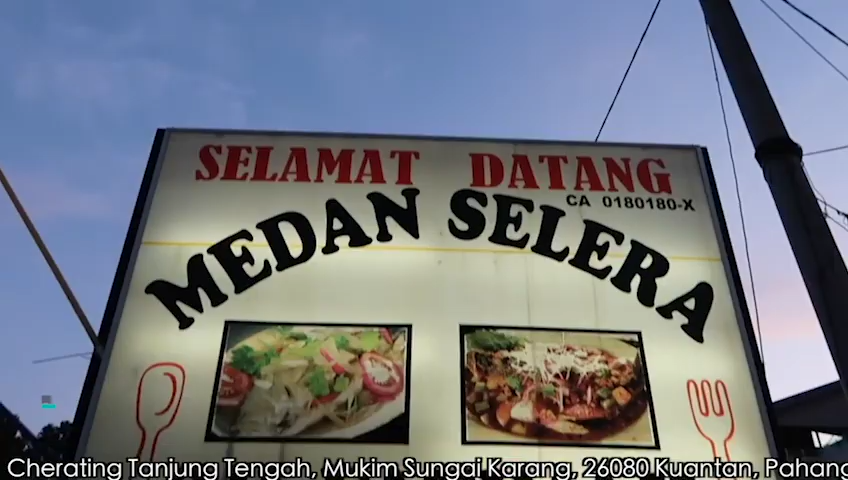 SELAMAT DATANG
CA 0180180-X
MEDAN SELERA
Cherating Tanjung Tengah, Mukim Sungai Karang, 26080 Kuantan, Pahang